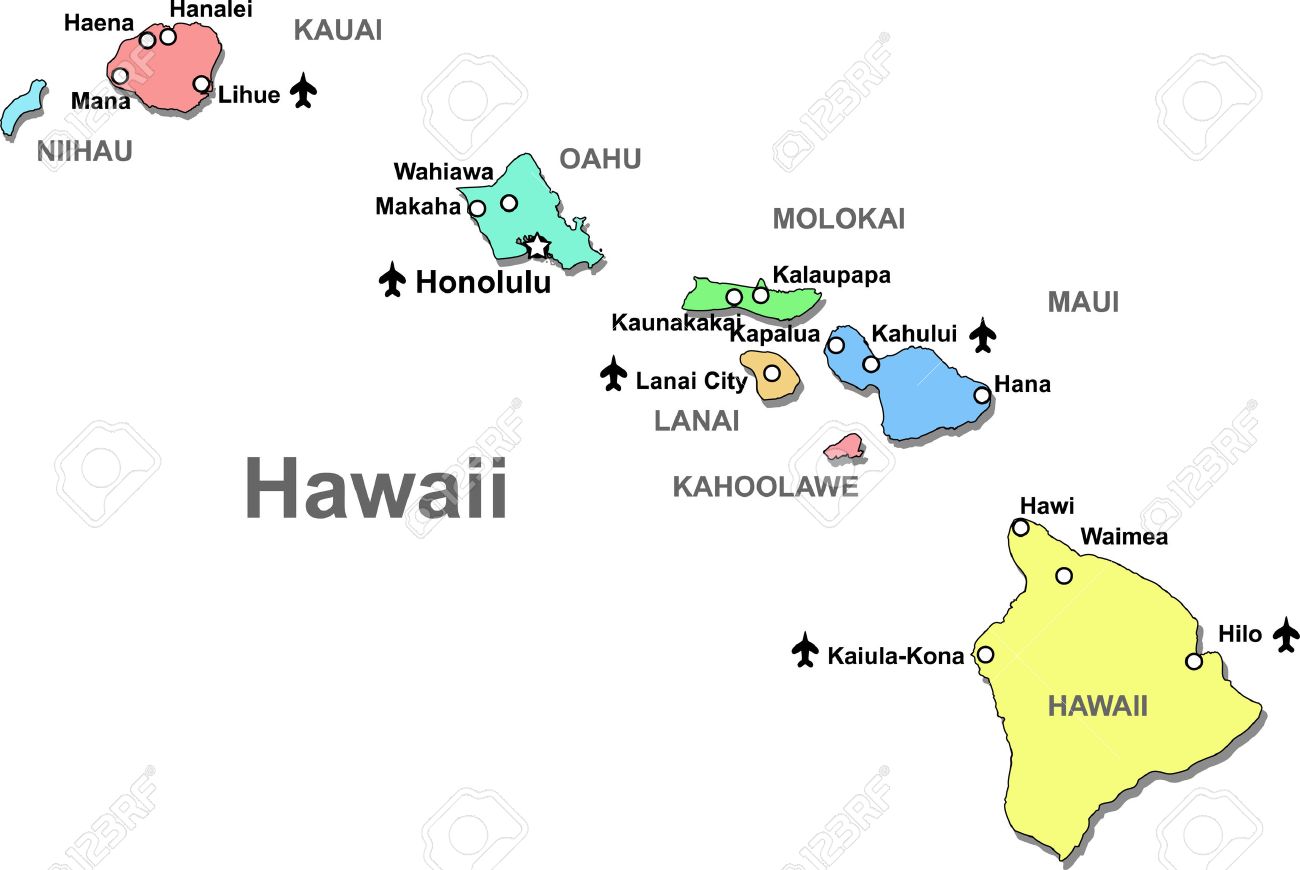 Hanalei
Haena
KAUAI
Mana
Lihue
NIIHAU
OAHU
Wahiawa
Makaha
Honolulu
MOLOKAI
Kalaupapa
MAUI
Kaunakakai
Kapalua
Kahului
Lanai City
Hana
LANAI
KAHOOLAWE
Hawaii
Hawi
Waimea
Hilo
Kaiula-Kona
HAWAII
123RF
123RF
123RF
123RF
123RF
123RF
123RF
123RF
123RF